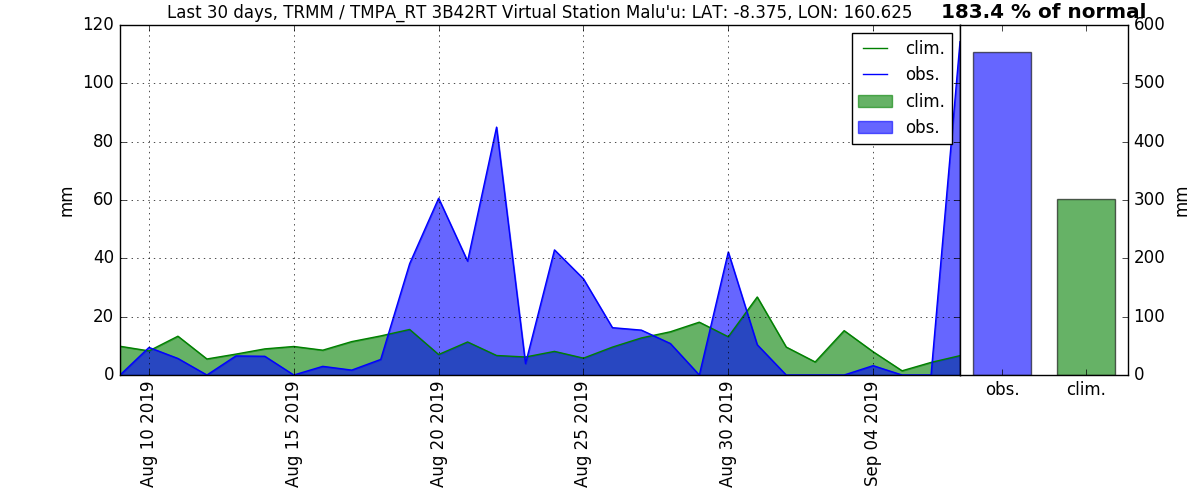 Last 30 days, TRMM / TMPA_RT 3B42RT Virtual Station Malu'u: LAT: -8.375, LON: 160.625
183.4 % of normal
120
100
80
60
40
20
0
mm
clim.
obs.
clim.
obs.
600
500
400
300
200
100
0
mm
Aug 10 2019
Aug 15 2019
Aug 20 2019
Aug 25 2019
Aug 30 2019
Sep 04 2019
obs.
clim.